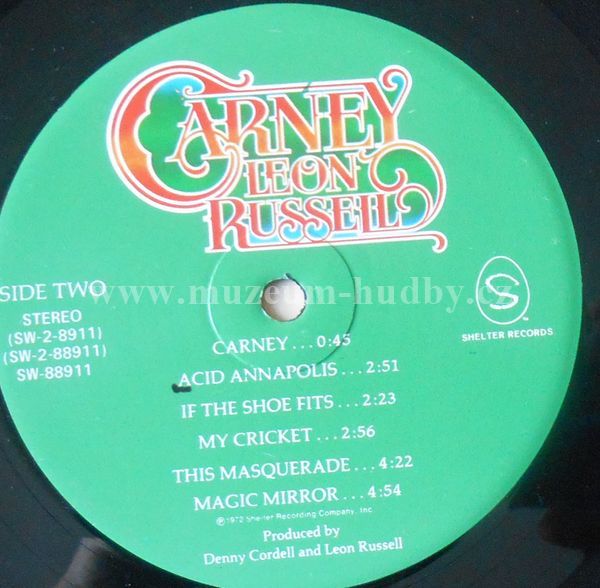 CARNEY
LEON
RUSSELL
www.muzeum-hudby.cz
SIDE TWO
STEREO
(SW-2-8911)
(SW-2-88911)
SW-88911
S
TM
SHELTER RECORDS
CARNEY...0:45
ACID ANNAPOLIS...2:51
IF THE SHOE FITS...2:23
MY CRICKET...2:56
THIS MASQUERADE...4:22
MAGIC MIRROR...4:54
℗1972 Shelter Recording Company, Inc.
Produced by
Denny Cordell and Leon Russell